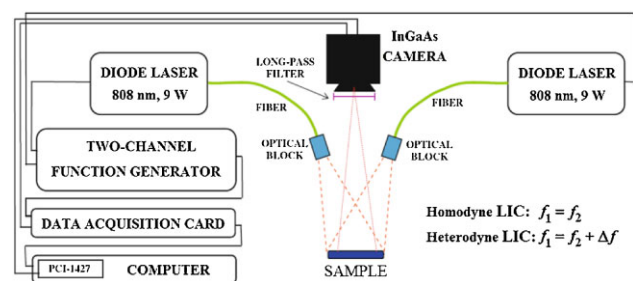 InGaAs
CAMERA
LONG-PASS
FILTER
DIODE LASER
808 nm, 9 W
FIBER
OPTICAL
BLOCK
DIODE LASER
808 nm, 9 W
FIBER
OPTICAL
BLOCK
TWO-CHANNEL
FUNCTION GENERATOR
DATA ACQUISITION CARD
PCI-1427
COMPUTER
SAMPLE
Homodyne LIC: f₁ = f₂
Heterodyne LIC: f₁ = f₂ + Δf